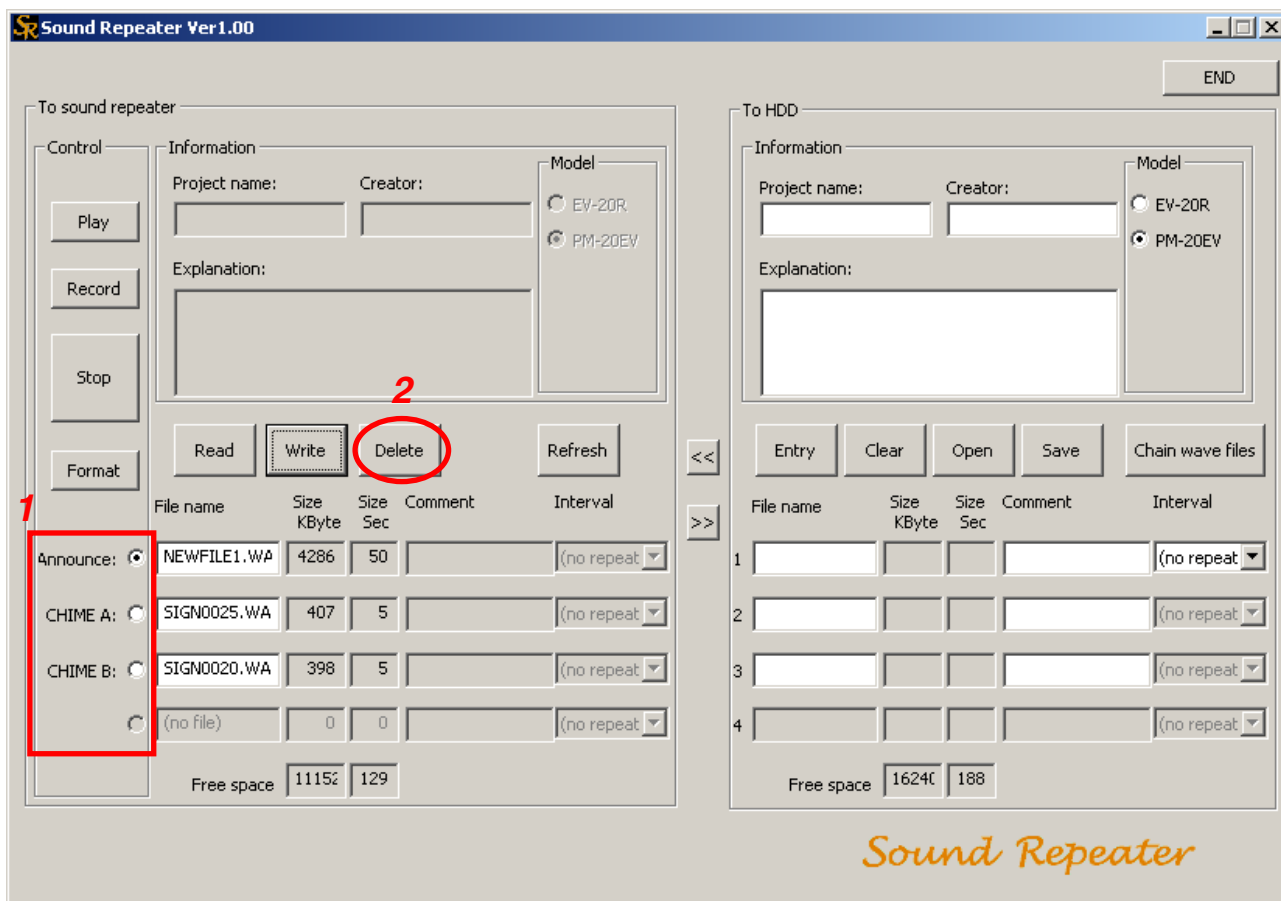 SR Sound Repeater Ver1.00
END
To sound repeater
Control
Play
Record
Stop
Format
Information
Project name: Creator:
Explanation:
Model
EV-20R
PM-20EV
2
Read Write Delete Refresh
1
File name Size KByte Size Sec Comment Interval
Announce: NEWFILE1.WA 4286 50 (no repeat
CHIME A: SIGN0025.WA 407 5 (no repeat
CHIME B: SIGN0020.WA 398 5 (no repeat
(no file) 0 0 (no repeat
Free space 11152 129
<<
>>
To HDD
Information
Project name: Creator:
Explanation:
Model
EV-20R
PM-20EV
Entry Clear Open Save Chain wave files
File name Size KByte Size Sec Comment Interval
1 (no repeat
2 (no repeat
3 (no repeat
4 (no repeat
Free space 1624 188
Sound Repeater